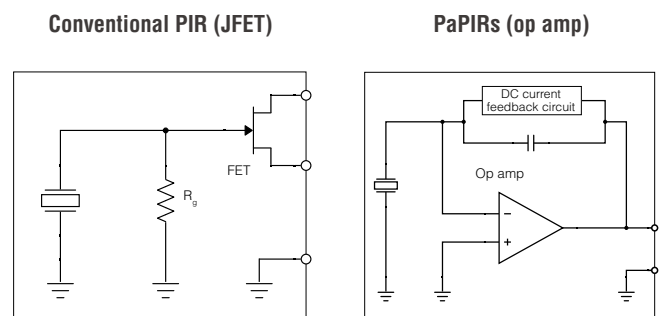 Conventional PIR (JFET)
PaPIRs (op amp)
FET
Rg
DC current
feedback circuit
Op amp
−
+